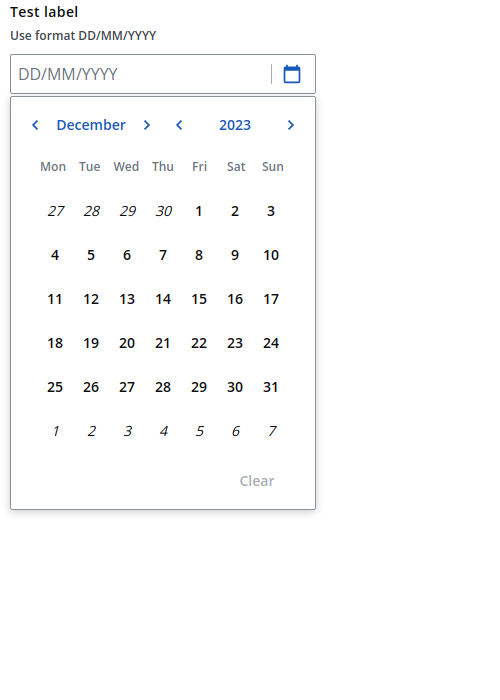 Test label
Use format DD/MM/YYYY
DD/MM/YYYY
December 2023
Mon Tue Wed Thu Fri Sat Sun
27 28 29 30 1 2 3
4 5 6 7 8 9 10
11 12 13 14 15 16 17
18 19 20 21 22 23 24
25 26 27 28 29 30 31
1 2 3 4 5 6 7
Clear